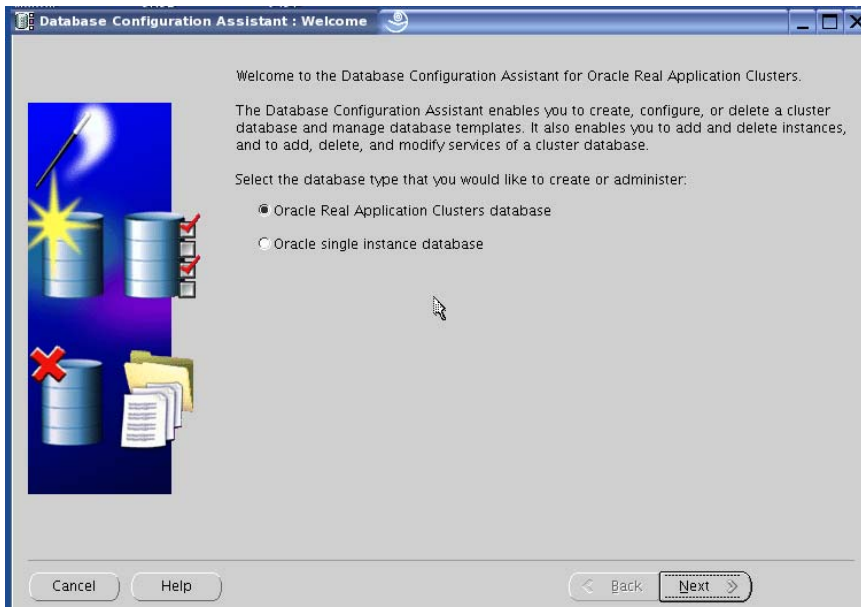 Database Configuration Assistant : Welcome
Welcome to the Database Configuration Assistant for Oracle Real Application Clusters.
The Database Configuration Assistant enables you to create, configure, or delete a cluster
database and manage database templates. It also enables you to add and delete instances,
and to add, delete, and modify services of a cluster database.
Select the database type that you would like to create or administer:
Oracle Real Application Clusters database
Oracle single instance database
Cancel
Help
Back
Next